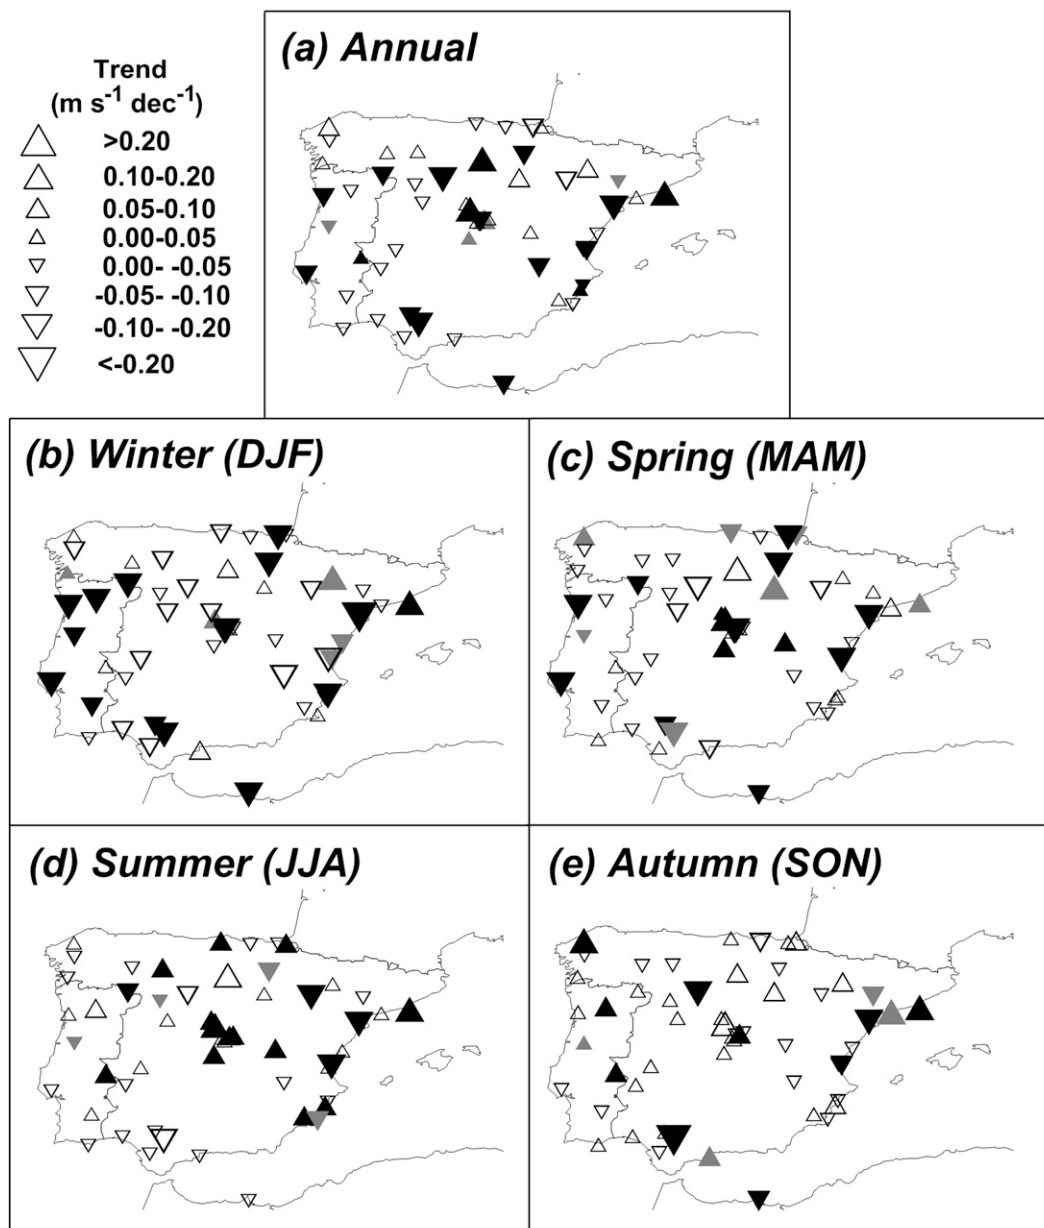 (a) Annual
Trend
(m s⁻¹ dec⁻¹)
>0.20
0.10-0.20
0.05-0.10
0.00-0.05
0.00- -0.05
-0.05- -0.10
-0.10- -0.20
<-0.20
(b) Winter (DJF)
(c) Spring (MAM)
(d) Summer (JJA)
(e) Autumn (SON)